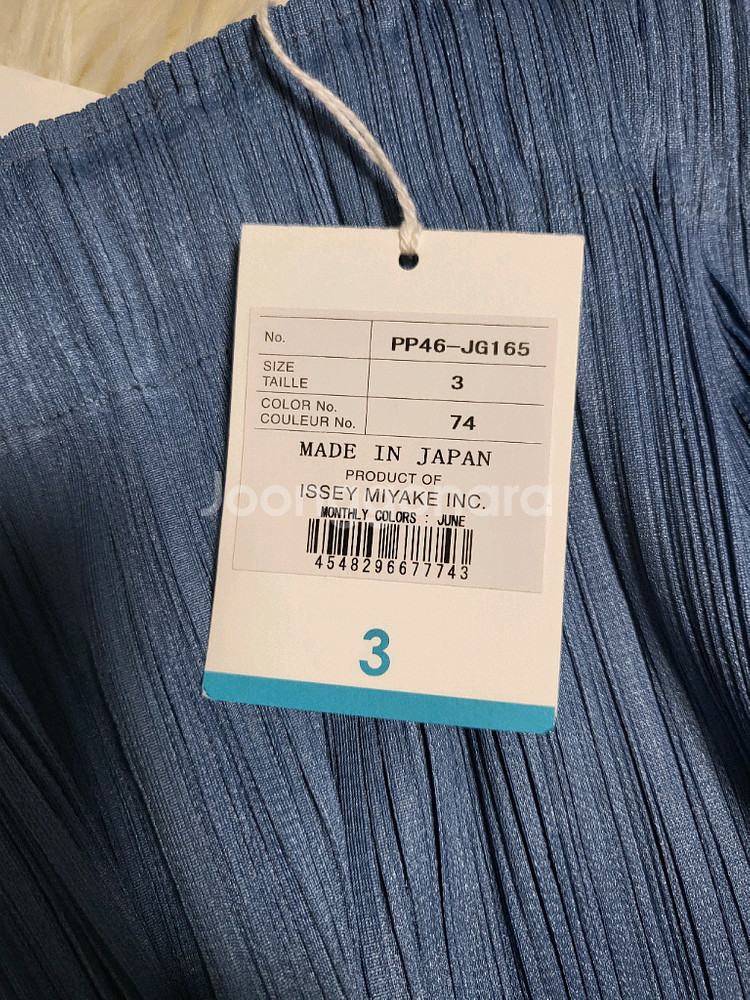 No. PP46-JG165
SIZE
TAILLE 3
COLOR No.
COULEUR No. 74
MADE IN JAPAN
PRODUCT OF
ISSEY MIYAKE INC.
MONTHLY COLORS : JUNE
4548296677743
3